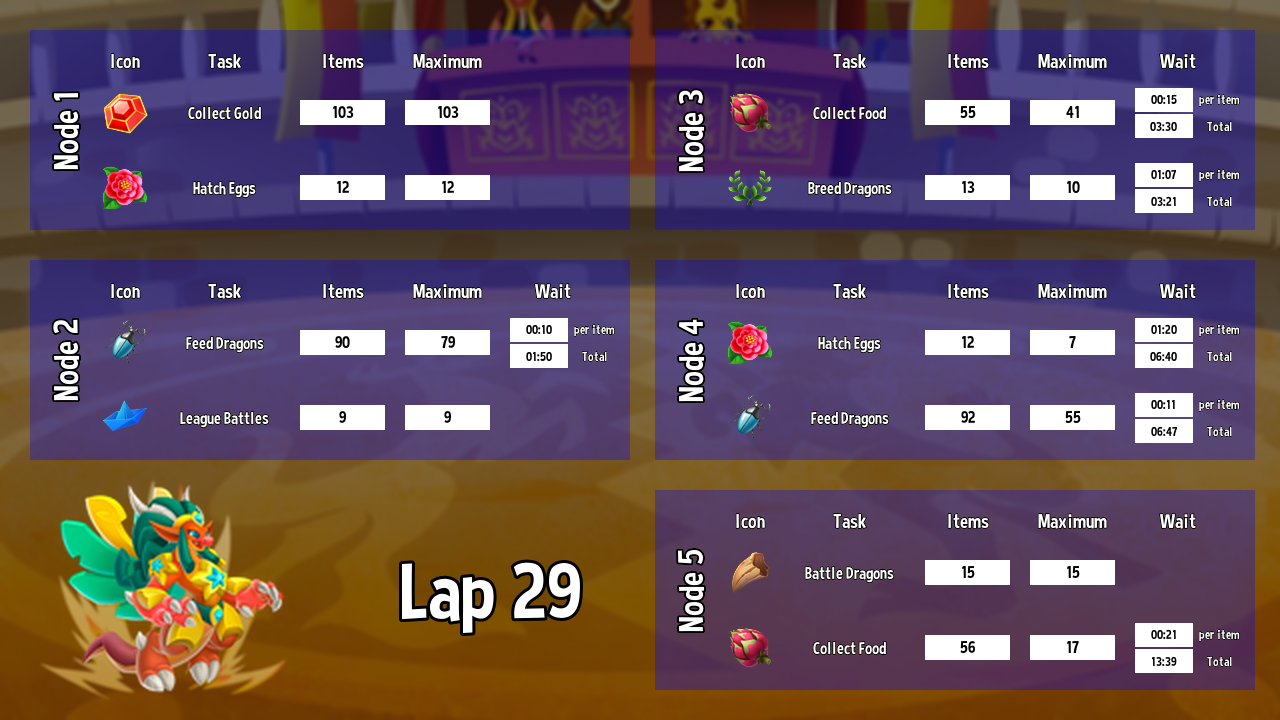 Node 1
Icon Task Items Maximum
Collect Gold 103 103
Hatch Eggs 12 12
Node 2
Icon Task Items Maximum Wait
Feed Dragons 90 79 00:10 per item
01:50 Total
League Battles 9 9
Node 3
Icon Task Items Maximum Wait
Collect Food 55 41 00:15 per item
03:30 Total
Breed Dragons 13 10 01:07 per item
03:21 Total
Node 4
Icon Task Items Maximum Wait
Hatch Eggs 12 7 01:20 per item
06:40 Total
Feed Dragons 92 55 00:11 per item
06:47 Total
Node 5
Icon Task Items Maximum Wait
Battle Dragons 15 15
Collect Food 56 17 00:21 per item
13:39 Total
Lap 29